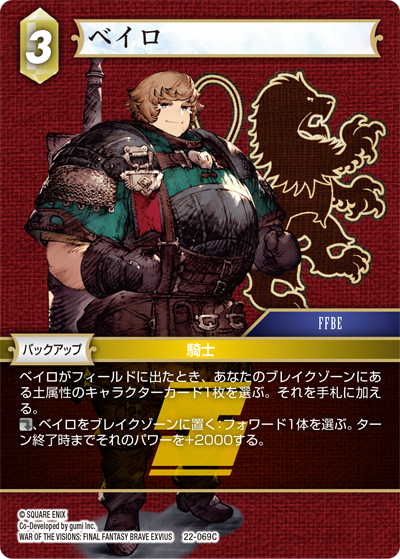 3
ベイロ
FFBE
バックアップ
騎士
ベイロがフィールドに出たとき、あなたのブレイクゾーンにあ
る土属性のキャラクターカード1枚を選ぶ。それを手札に加え
る。
、ベイロをブレイクゾーンに置く：フォワード1体を選ぶ。ター
ン終了時までそれのパワーを+2000する。
© SQUARE ENIX
Co-Developed by gumi Inc.
WAR OF THE VISIONS: FINAL FANTASY BRAVE EXVIUS
22-069C